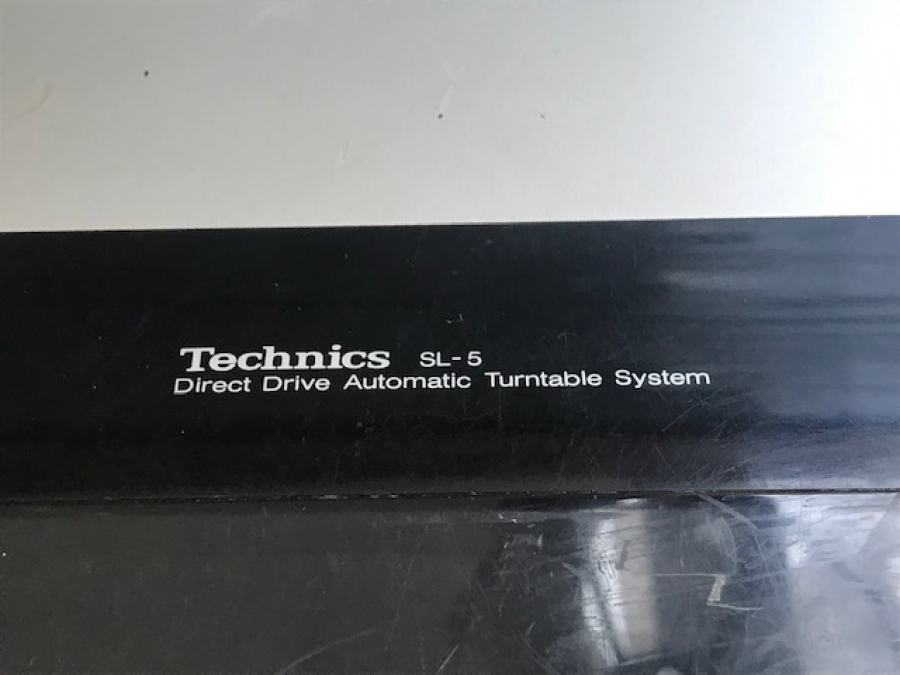 Technics SL-5
Direct Drive Automatic Turntable System